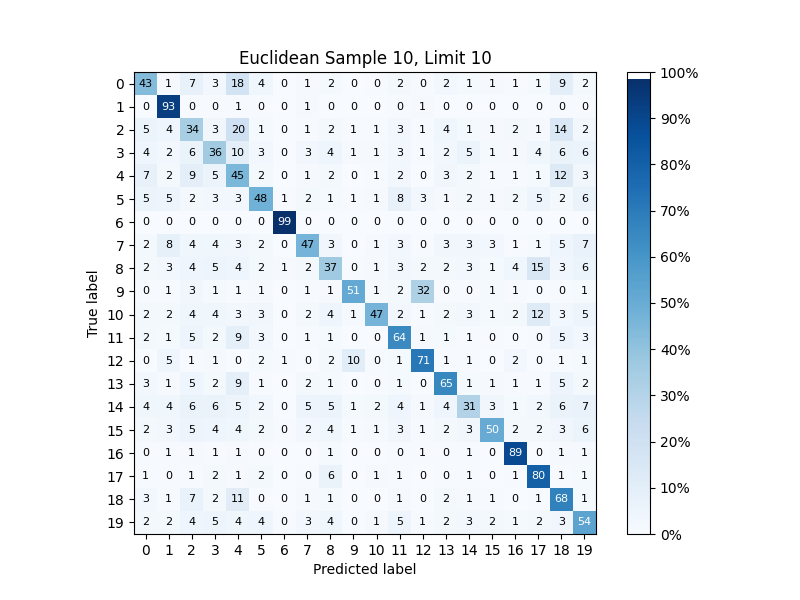 Euclidean Sample 10, Limit 10
0 43 1 7 3 18 4 0 1 2 0 0 2 0 2 1 1 1 1 9 2
1 0 93 0 0 1 0 0 1 0 0 0 0 1 0 0 0 0 0 0 0
2 5 4 34 3 20 1 0 1 2 1 1 3 1 4 1 1 2 1 14 2
3 4 2 6 36 10 3 0 3 4 1 1 3 1 2 5 1 1 4 6 6
4 7 2 9 5 45 2 0 1 2 0 1 2 0 3 2 1 1 1 12 3
5 5 5 2 3 3 48 1 2 1 1 1 8 3 1 2 1 2 5 2 6
6 0 0 0 0 0 0 99 0 0 0 0 0 0 0 0 0 0 0 0 0
7 2 8 4 4 3 2 0 47 3 0 1 3 0 3 3 3 1 1 5 7
8 2 3 4 5 4 2 1 2 37 0 1 3 2 2 3 1 4 15 3 6
9 0 1 3 1 1 1 0 1 1 51 1 2 32 0 0 1 1 0 0 1
10 2 2 4 4 3 3 0 2 4 1 47 2 1 2 3 1 2 12 3 5
11 2 1 5 2 9 3 0 1 1 0 0 64 1 1 1 0 0 0 5 3
12 0 5 1 1 0 2 1 0 2 10 0 1 71 1 0 0 2 0 1 1
13 3 1 5 2 9 1 0 2 1 0 0 1 0 65 1 1 1 1 5 2
14 4 4 6 6 5 2 0 5 5 1 2 4 1 4 31 3 1 2 6 7
15 2 3 5 4 4 2 0 2 4 1 1 3 1 2 3 50 2 2 3 6
16 0 1 1 1 0 0 0 1 1 0 0 0 1 0 1 0 89 0 1 1
17 1 0 1 2 1 2 0 0 6 0 1 1 0 0 1 0 1 80 1 1
18 3 1 7 2 11 0 0 1 1 0 0 1 0 2 1 1 0 1 68 1
19 2 2 4 5 4 4 0 3 4 0 1 5 1 2 3 2 1 2 3 54
0 1 2 3 4 5 6 7 8 9 10 11 12 13 14 15 16 17 18 19
Predicted label
True label
100%
90%
80%
70%
60%
50%
40%
30%
20%
10%
0%